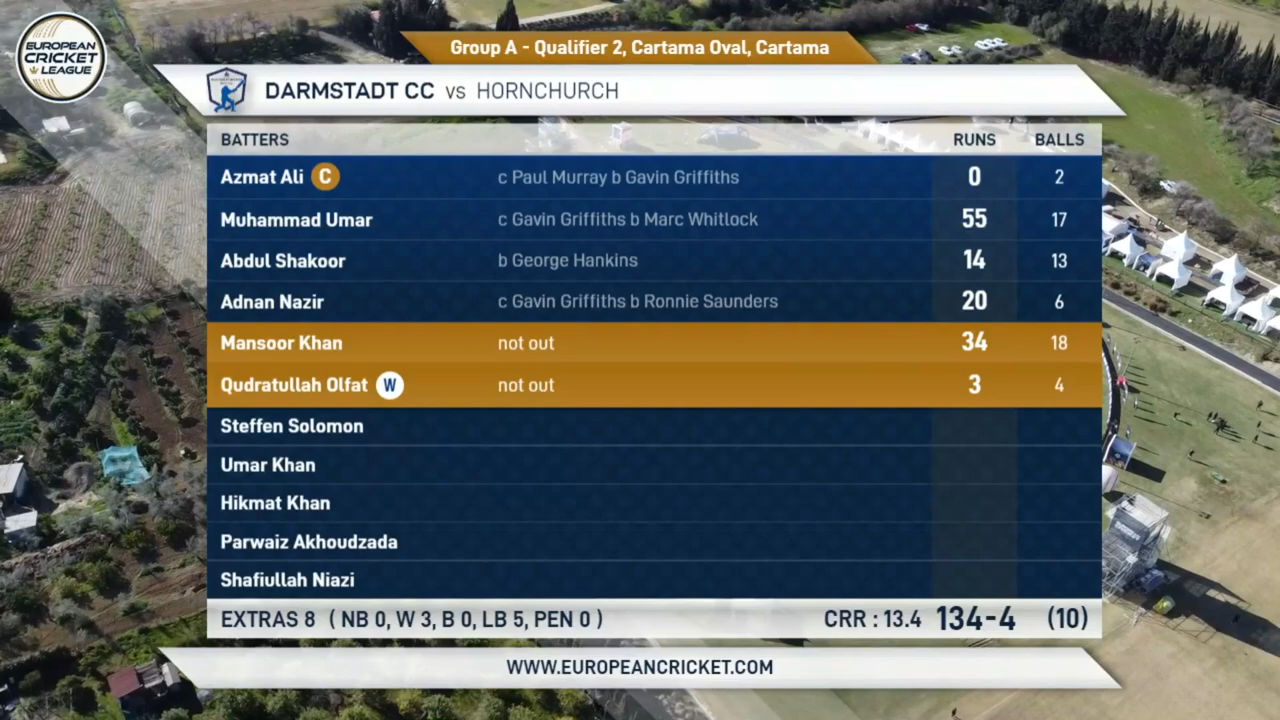 EUROPEAN
CRICKET
LEAGUE
Group A - Qualifier 2, Cartama Oval, Cartama
DARMSTADT CC vs HORNCHURCH
BATTERS RUNS BALLS
Azmat Ali C c Paul Murray b Gavin Griffiths 0 2
Muhammad Umar c Gavin Griffiths b Marc Whitlock 55 17
Abdul Shakoor b George Hankins 14 13
Adnan Nazir c Gavin Griffiths b Ronnie Saunders 20 6
Mansoor Khan not out 34 18
Qudratullah Olfat W not out 3 4
Steffen Solomon
Umar Khan
Hikmat Khan
Parwaiz Akhoudzada
Shafiullah Niazi
EXTRAS 8 ( NB 0, W 3, B 0, LB 5, PEN 0 ) CRR : 13.4 134-4 (10)
WWW.EUROPEANCRICKET.COM